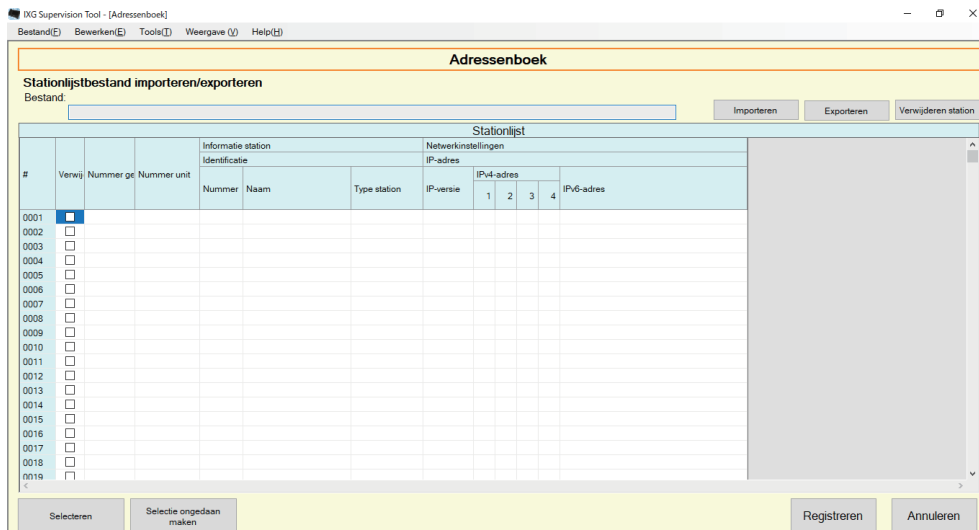 IXG Supervision Tool - [Adressenboek]
Bestand(F) Bewerken(E) Tools(T) Weergave (V) Help(H)
Adressenboek
Stationlijstbestand importeren/exporteren
Bestand:
Importeren Exporteren Verwijderen station
Stationlijst
Informatie station Netwerkinstellingen
Identificatie IP-adres
# Verwij Nummer ge Nummer unit Nummer Naam Type station IP-versie IPv4-adres IPv6-adres
1 2 3 4
0001
0002
0003
0004
0005
0006
0007
0008
0009
0010
0011
0012
0013
0014
0015
0016
0017
0018
0019
Selecteren Selectie ongedaan maken Registreren Annuleren